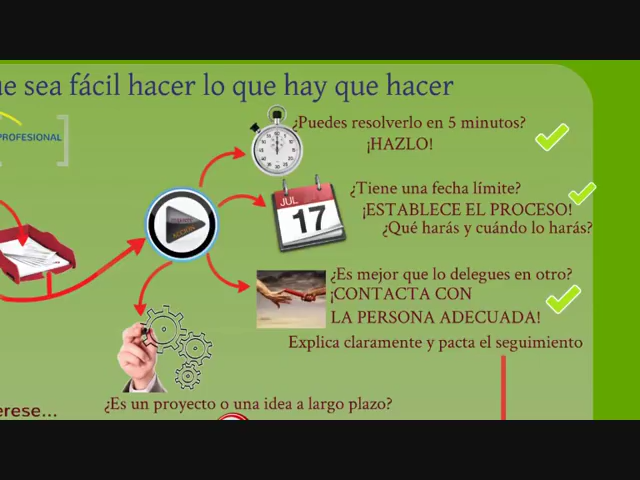 ue sea fácil hacer lo que hay que hacer
PROFESIONAL
¿Puedes resolverlo en 5 minutos?
¡HAZLO!
¿Tiene una fecha límite?
JUL
17
¡ESTABLECE EL PROCESO!
¿Qué harás y cuándo lo harás?
ACCIÓN
¿Es mejor que lo delegues en otro?
¡CONTACTA CON
LA PERSONA ADECUADA!
Explica claramente y pacta el seguimiento
¿Es un proyecto o una idea a largo plazo?
erese...